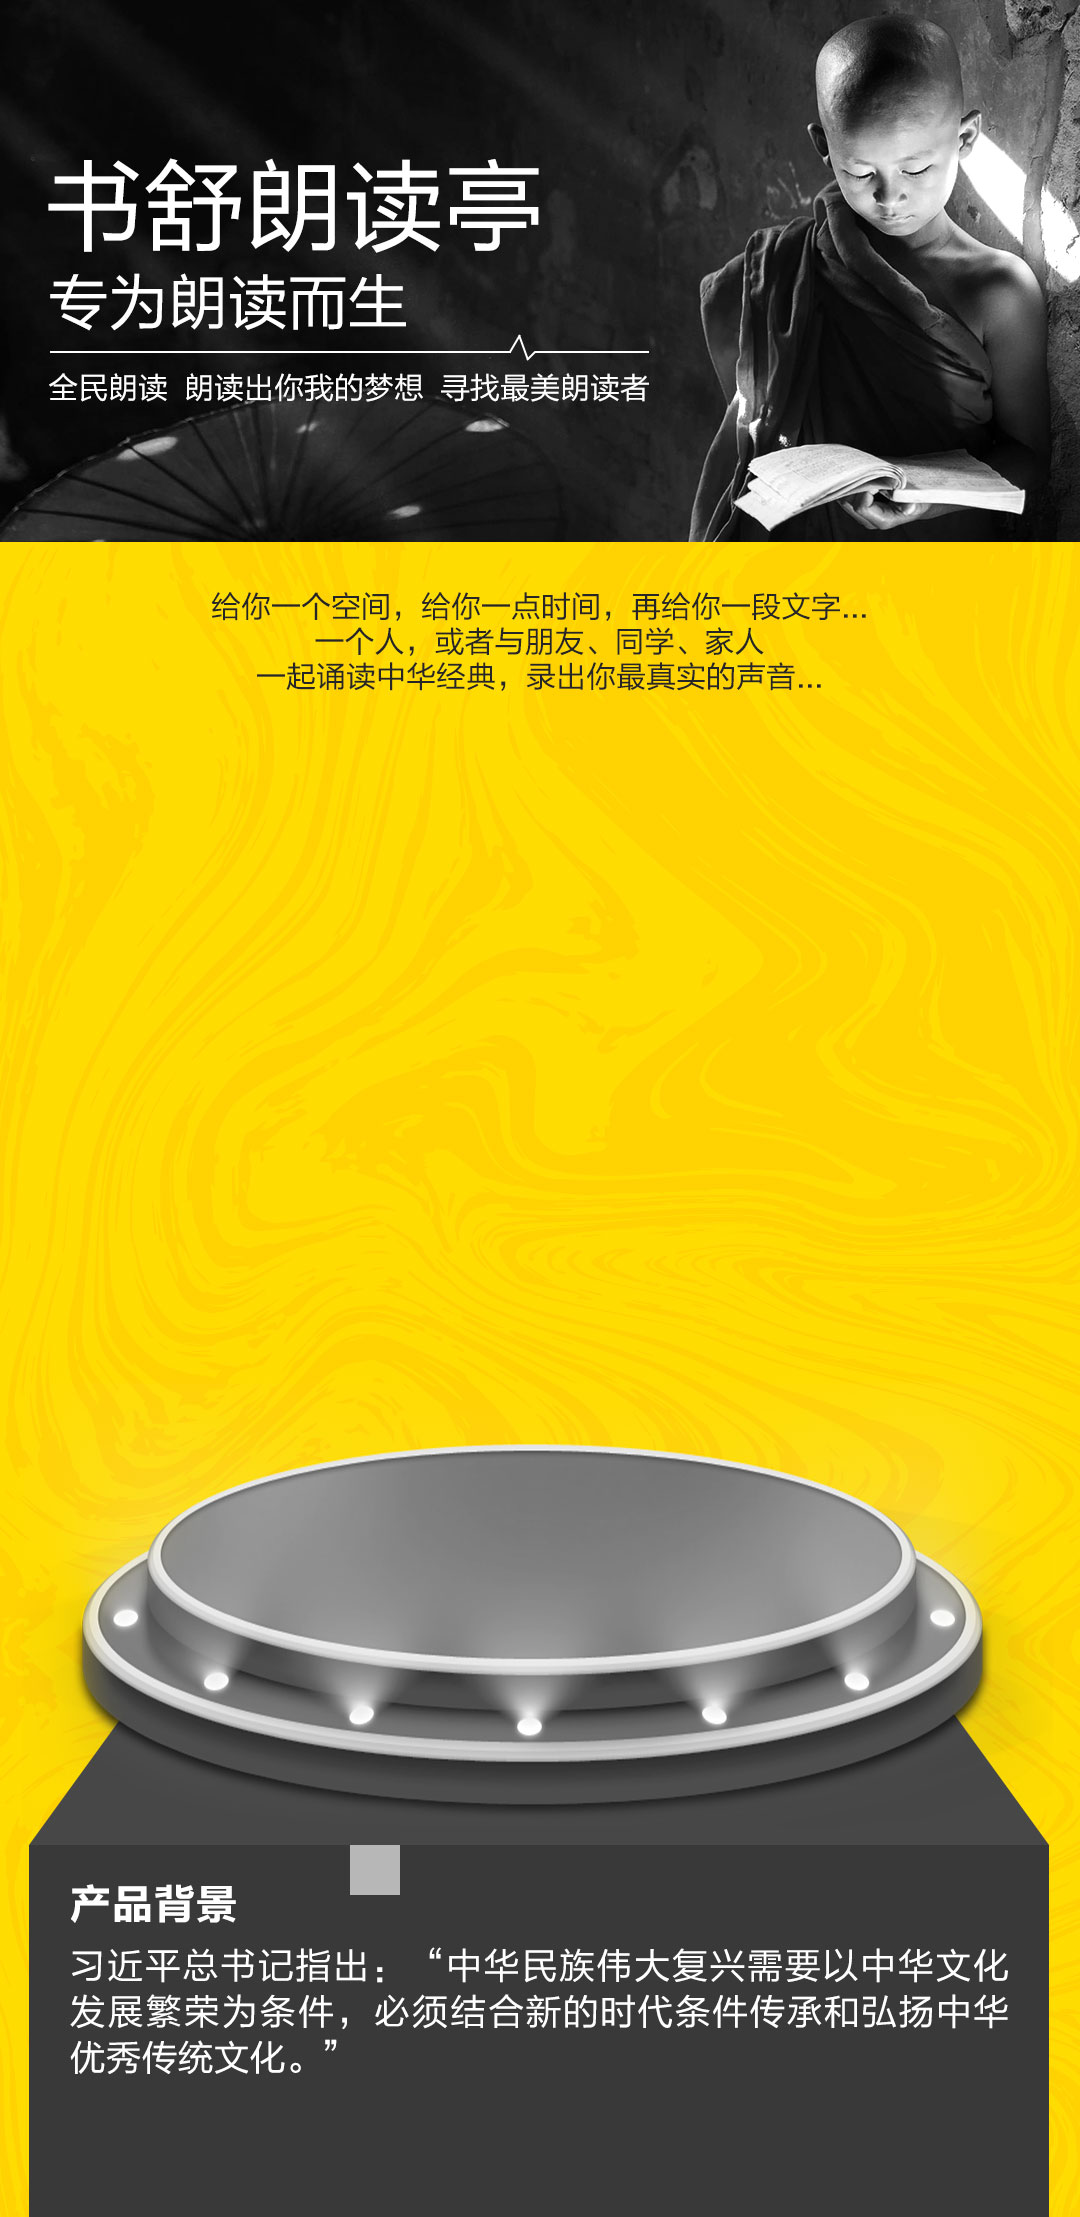 书舒朗读亭
专为朗读而生
全民朗读 朗读出你我的梦想 寻找最美朗读者
给你一个空间，给你一点时间，再给你一段文字...
一个人，或者与朋友、同学、家人
一起诵读中华经典，录出你最真实的声音...
产品背景
习近平总书记指出：“中华民族伟大复兴需要以中华文化
发展繁荣为条件，必须结合新的时代条件传承和弘扬中华
优秀传统文化。”